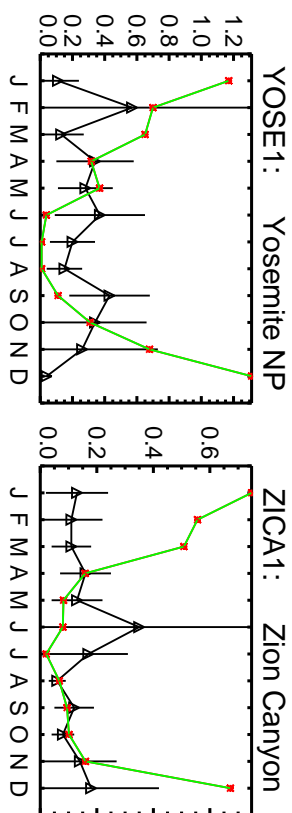 YOSE1: Yosemite NP
0.0 0.2 0.4 0.6 0.8 1.0 1.2
J F M A M J J A S O N D
ZICA1: Zion Canyon
0.0 0.2 0.4 0.6
J F M A M J J A S O N D